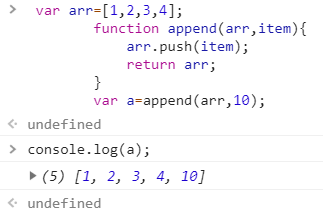 > var arr=[1,2,3,4];
function append(arr,item){
arr.push(item);
return arr;
}
var a=append(arr,10);
undefined
> console.log(a);
(5) [1, 2, 3, 4, 10]
undefined